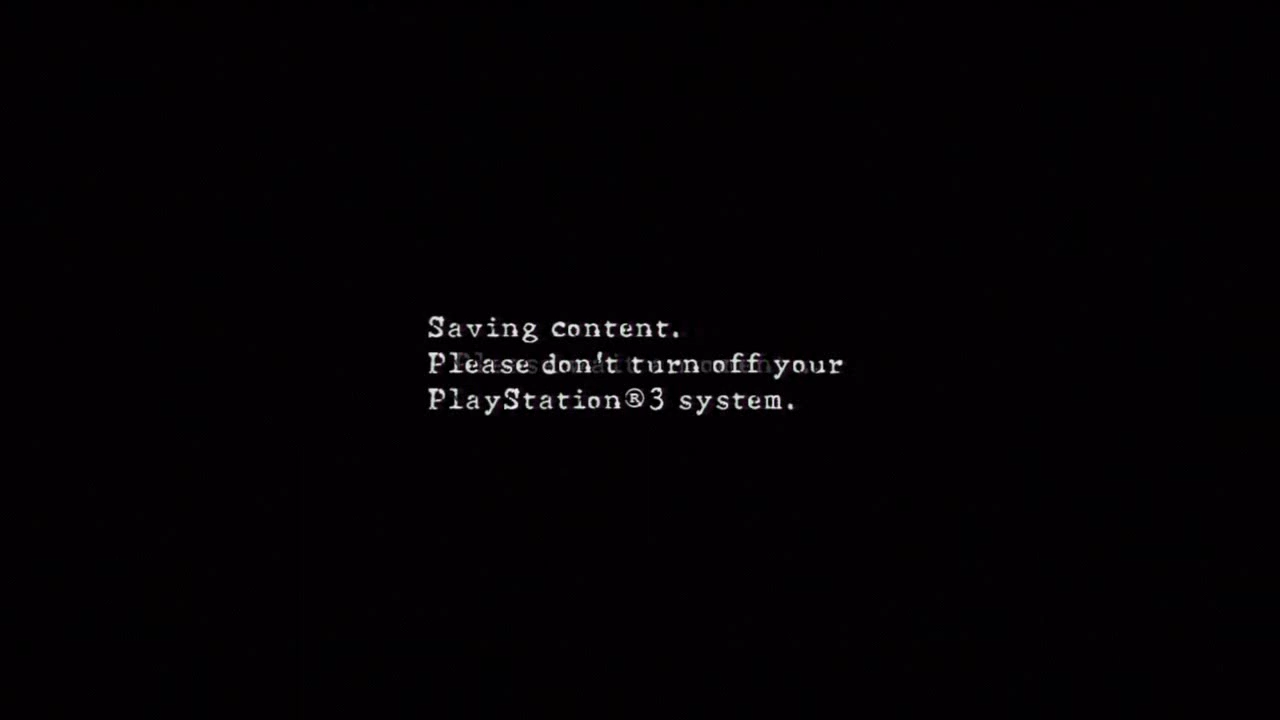 Saving content.
Please don't turn off your
PlayStation®3 system.